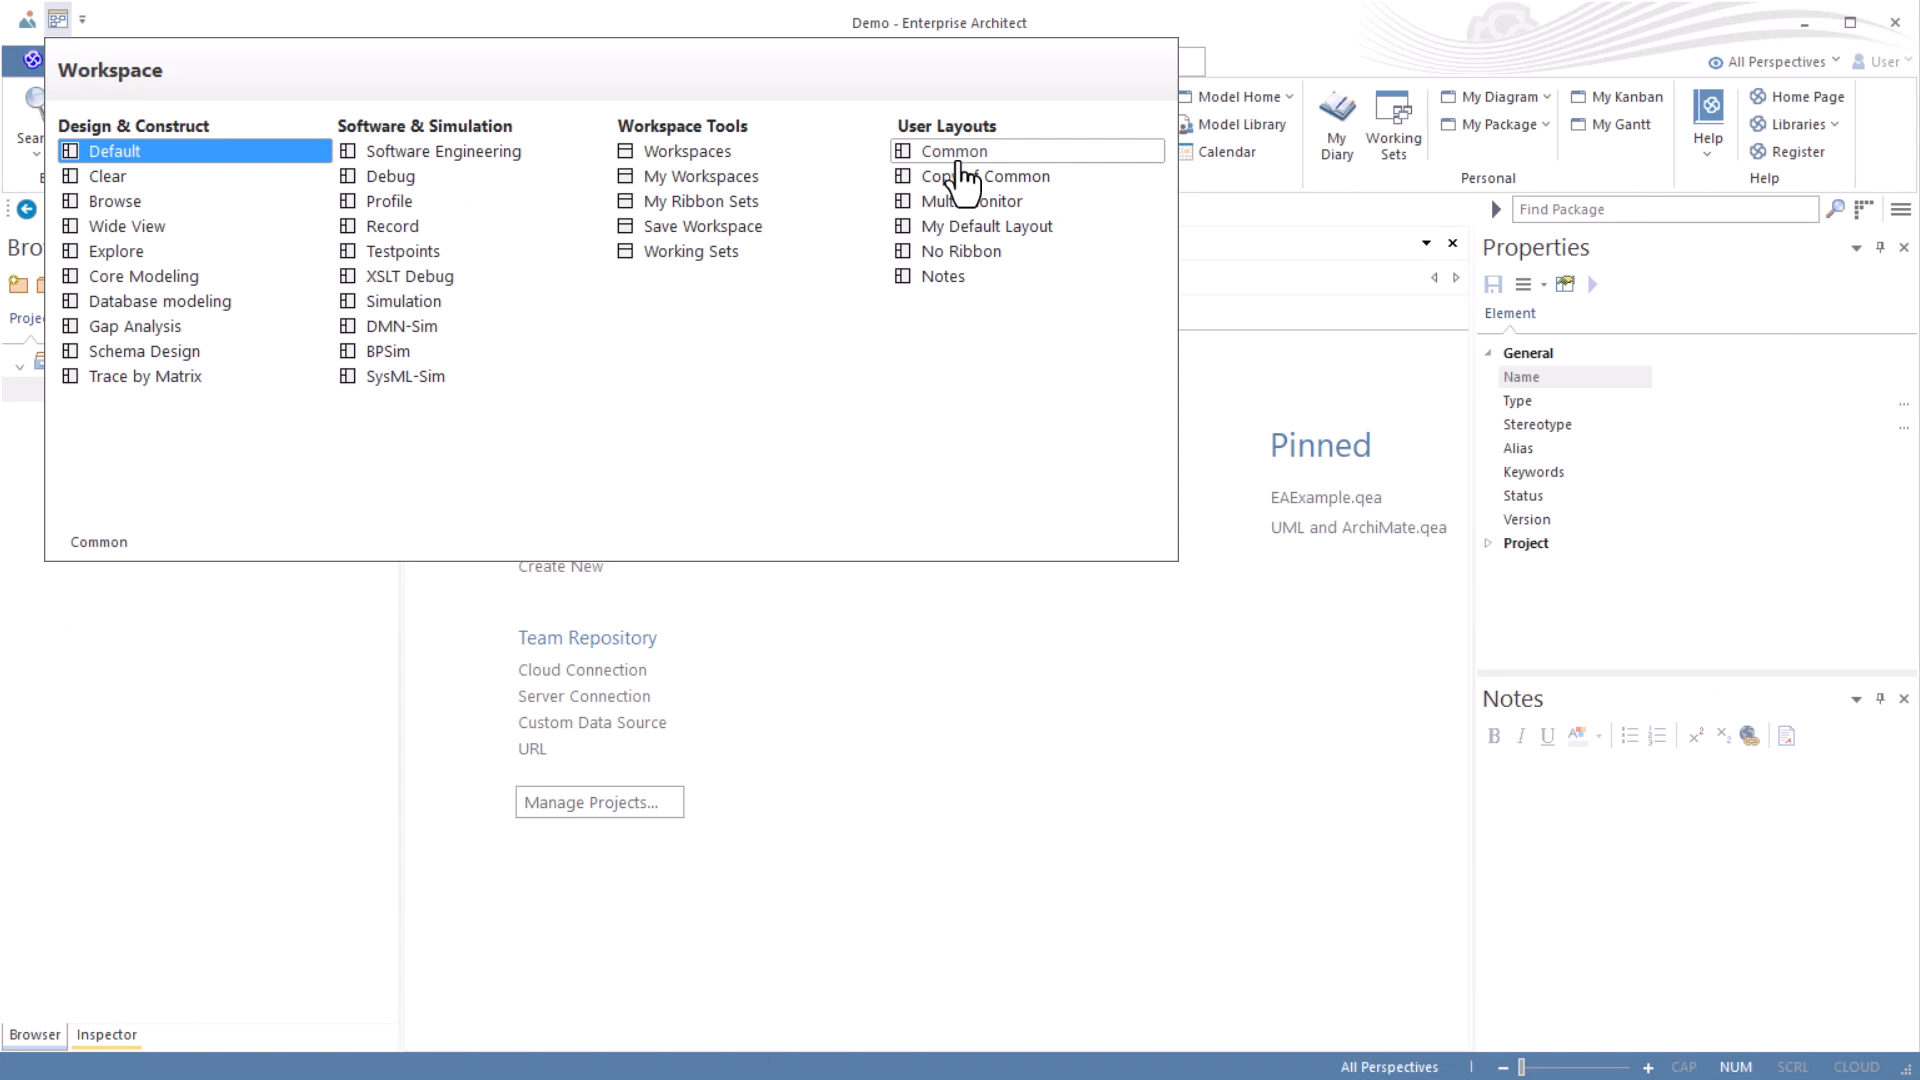 Demo - Enterprise Architect
All Perspectives
User
Workspace
Design & Construct
Default
Clear
Browse
Wide View
Explore
Core Modeling
Database modeling
Gap Analysis
Schema Design
Trace by Matrix
Software & Simulation
Software Engineering
Debug
Profile
Record
Testpoints
XSLT Debug
Simulation
DMN-Sim
BPSim
SysML-Sim
Workspace Tools
Workspaces
My Workspaces
My Ribbon Sets
Save Workspace
Working Sets
User Layouts
Common
Common
My Default Layout
No Ribbon
Notes
Common
Model Home
Model Library
Calendar
My Diary
Working Sets
My Diagram
My Package
My Kanban
My Gantt
Personal
Help
Home Page
Libraries
Register
Help
Find Package
Properties
Element
General
Name
Type
...
Stereotype
...
Alias
Keywords
Status
Version
Project
Pinned
EAExample.qea
UML and ArchiMate.qea
Create New
Team Repository
Cloud Connection
Server Connection
Custom Data Source
URL
Manage Projects...
Notes
B I U
Browser
Inspector
All Perspectives
CAP
NUM
SCRL
CLOUD